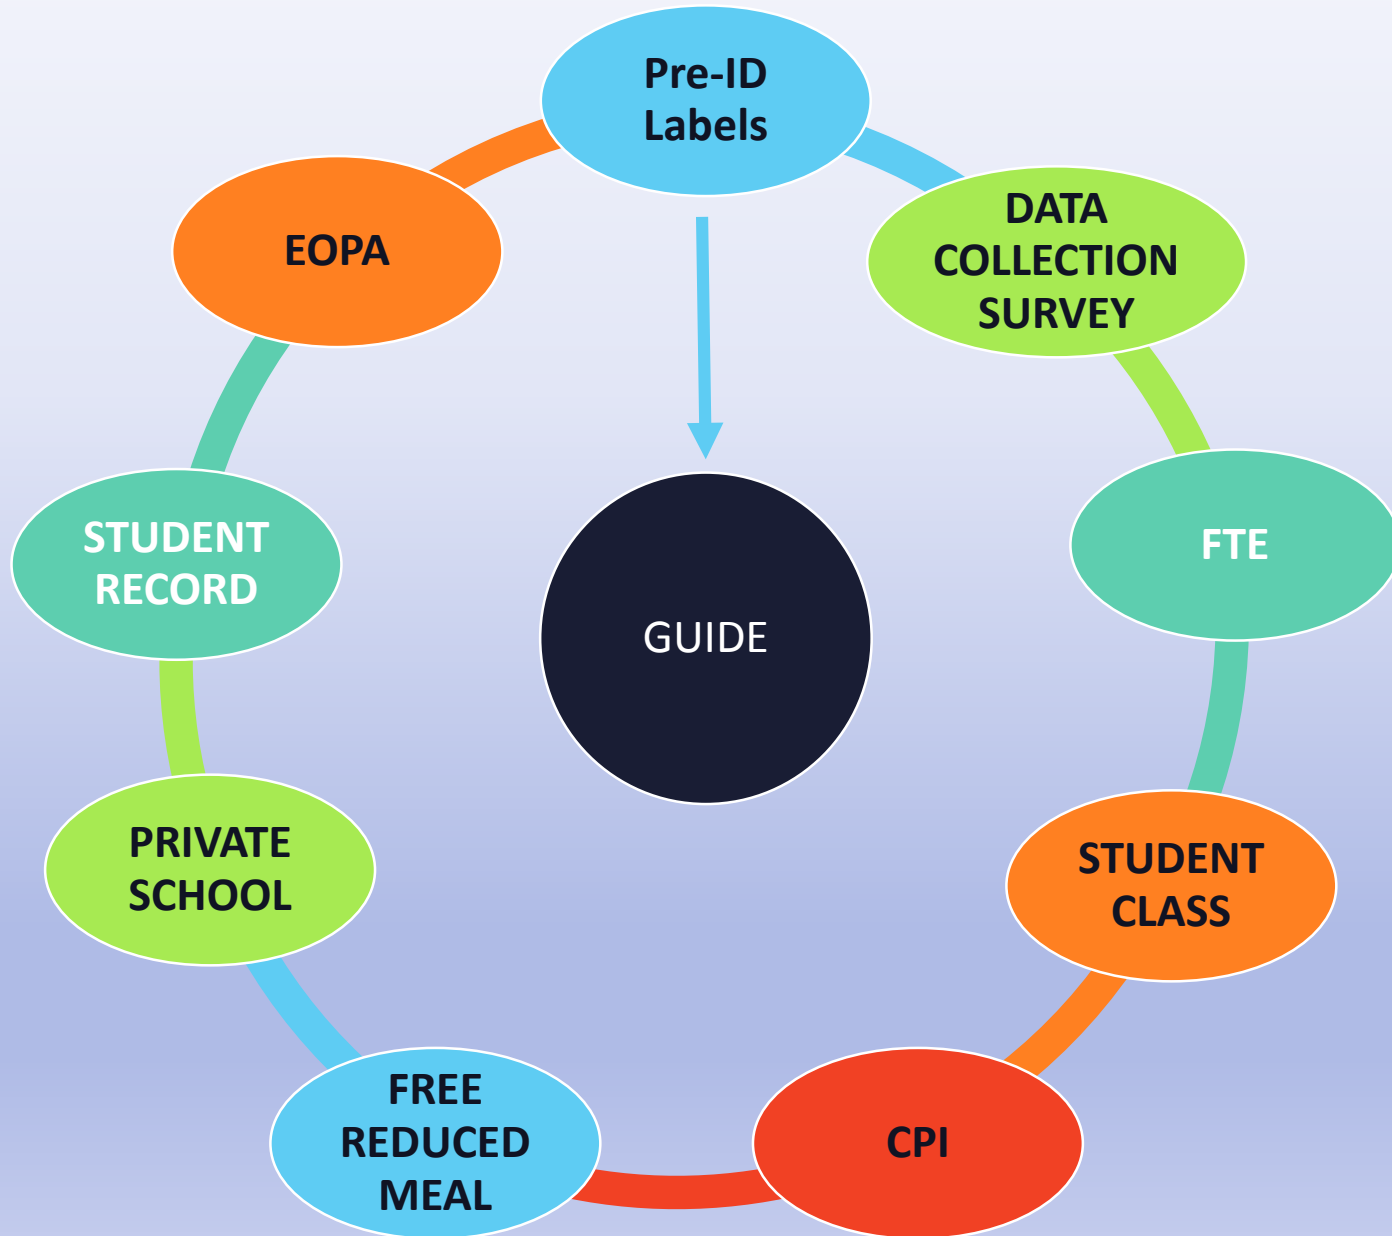 Pre-ID
Labels
DATA
COLLECTION
SURVEY
EOPA
FTE
STUDENT
RECORD
GUIDE
PRIVATE
SCHOOL
STUDENT
CLASS
FREE
REDUCED
MEAL
CPI